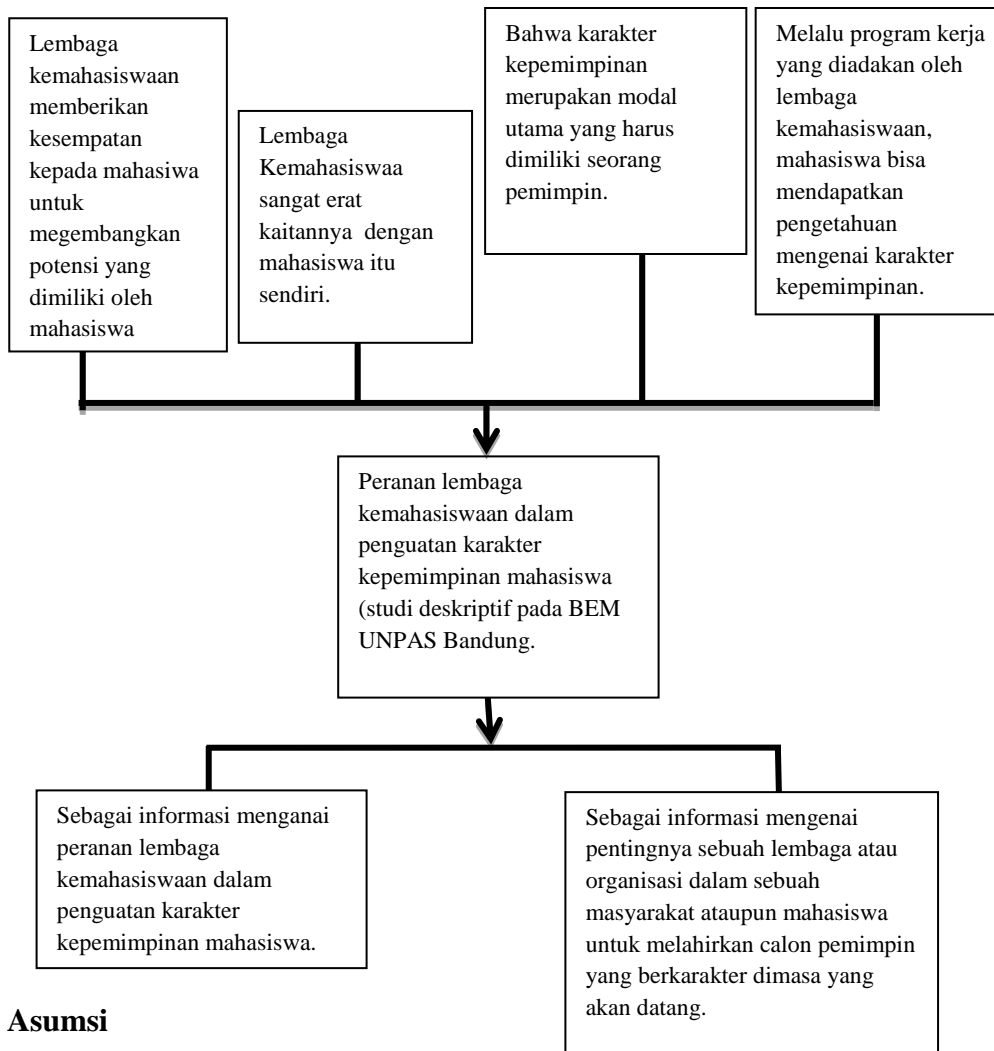 Lembaga
kemahasiswaan
memberikan
kesempatan
kepada mahasiwa
untuk
megembangkan
potensi yang
dimiliki oleh
mahasiswa
Lembaga
Kemahasiswaa
sangat erat
kaitannya dengan
mahasiswa itu
sendiri.
Bahwa karakter
kepemimpinan
merupakan modal
utama yang harus
dimiliki seorang
pemimpin.
Melalu program kerja
yang diadakan oleh
lembaga
kemahasiswaan,
mahasiswa bisa
mendapatkan
pengetahuan
mengenai karakter
kepemimpinan.
Peranan lembaga
kemahasiswaan dalam
penguatan karakter
kepemimpinan mahasiswa
(studi deskriptif pada BEM
UNPAS Bandung.
Sebagai informasi menganai
peranan lembaga
kemahasiswaan dalam
penguatan karakter
kepemimpinan mahasiswa.
Sebagai informasi mengenai
pentingnya sebuah lembaga atau
organisasi dalam sebuah
masyarakat ataupun mahasiswa
untuk melahirkan calon pemimpin
yang berkarakter dimasa yang
akan datang.
Asumsi